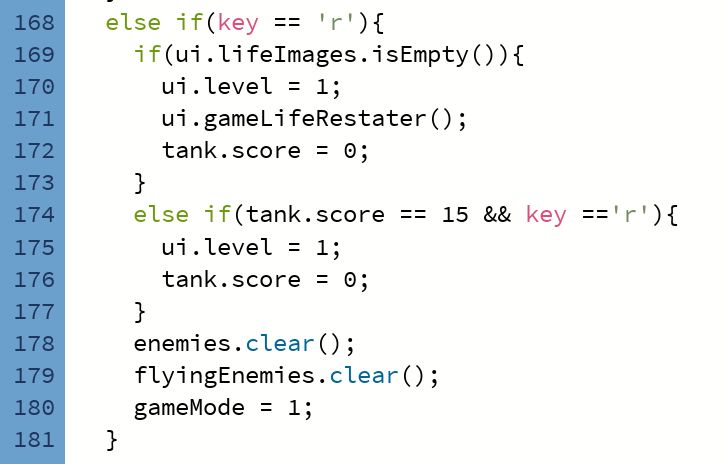 168 else if(key == 'r'){
169 if(ui.lifeImages.isEmpty()){
170 ui.level = 1;
171 ui.gameLifeRestater();
172 tank.score = 0;
173 }
174 else if(tank.score == 15 && key =='r'){
175 ui.level = 1;
176 tank.score = 0;
177 }
178 enemies.clear();
179 flyingEnemies.clear();
180 gameMode = 1;
181 }